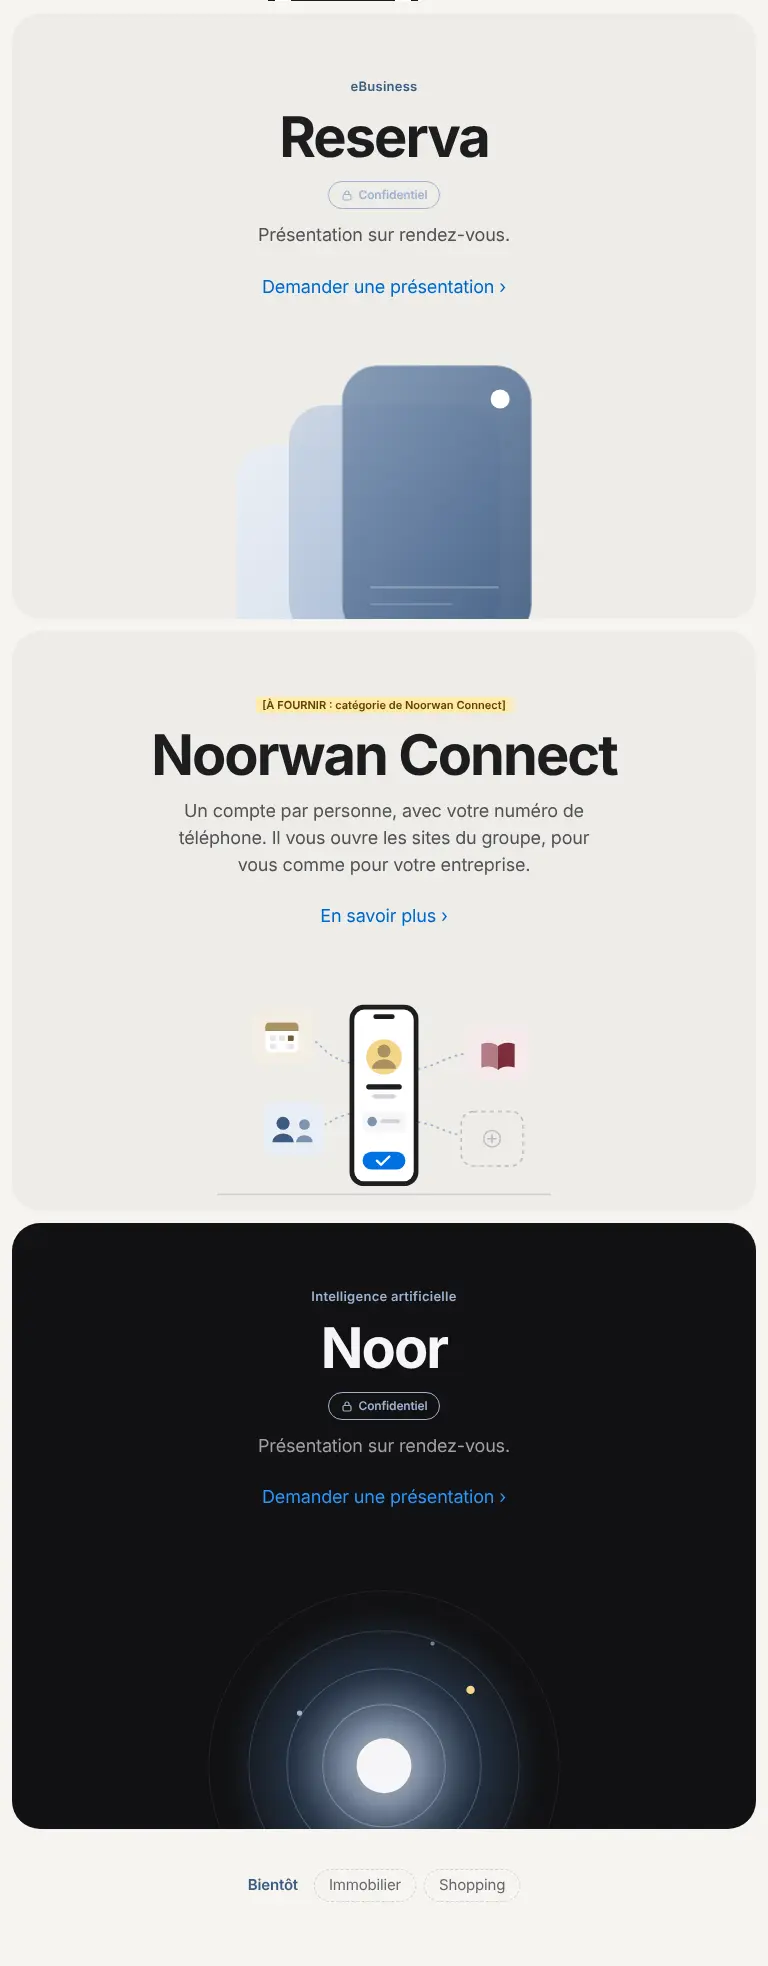 eBusiness
Reserva
Confidentiel
Présentation sur rendez-vous.
Demander une présentation ›
[À FOURNIR : catégorie de Noorwan Connect]
Noorwan Connect
Un compte par personne, avec votre numéro de
téléphone. Il vous ouvre les sites du groupe, pour
vous comme pour votre entreprise.
En savoir plus ›
Intelligence artificielle
Noor
Confidentiel
Présentation sur rendez-vous.
Demander une présentation ›
Bientôt Immobilier Shopping